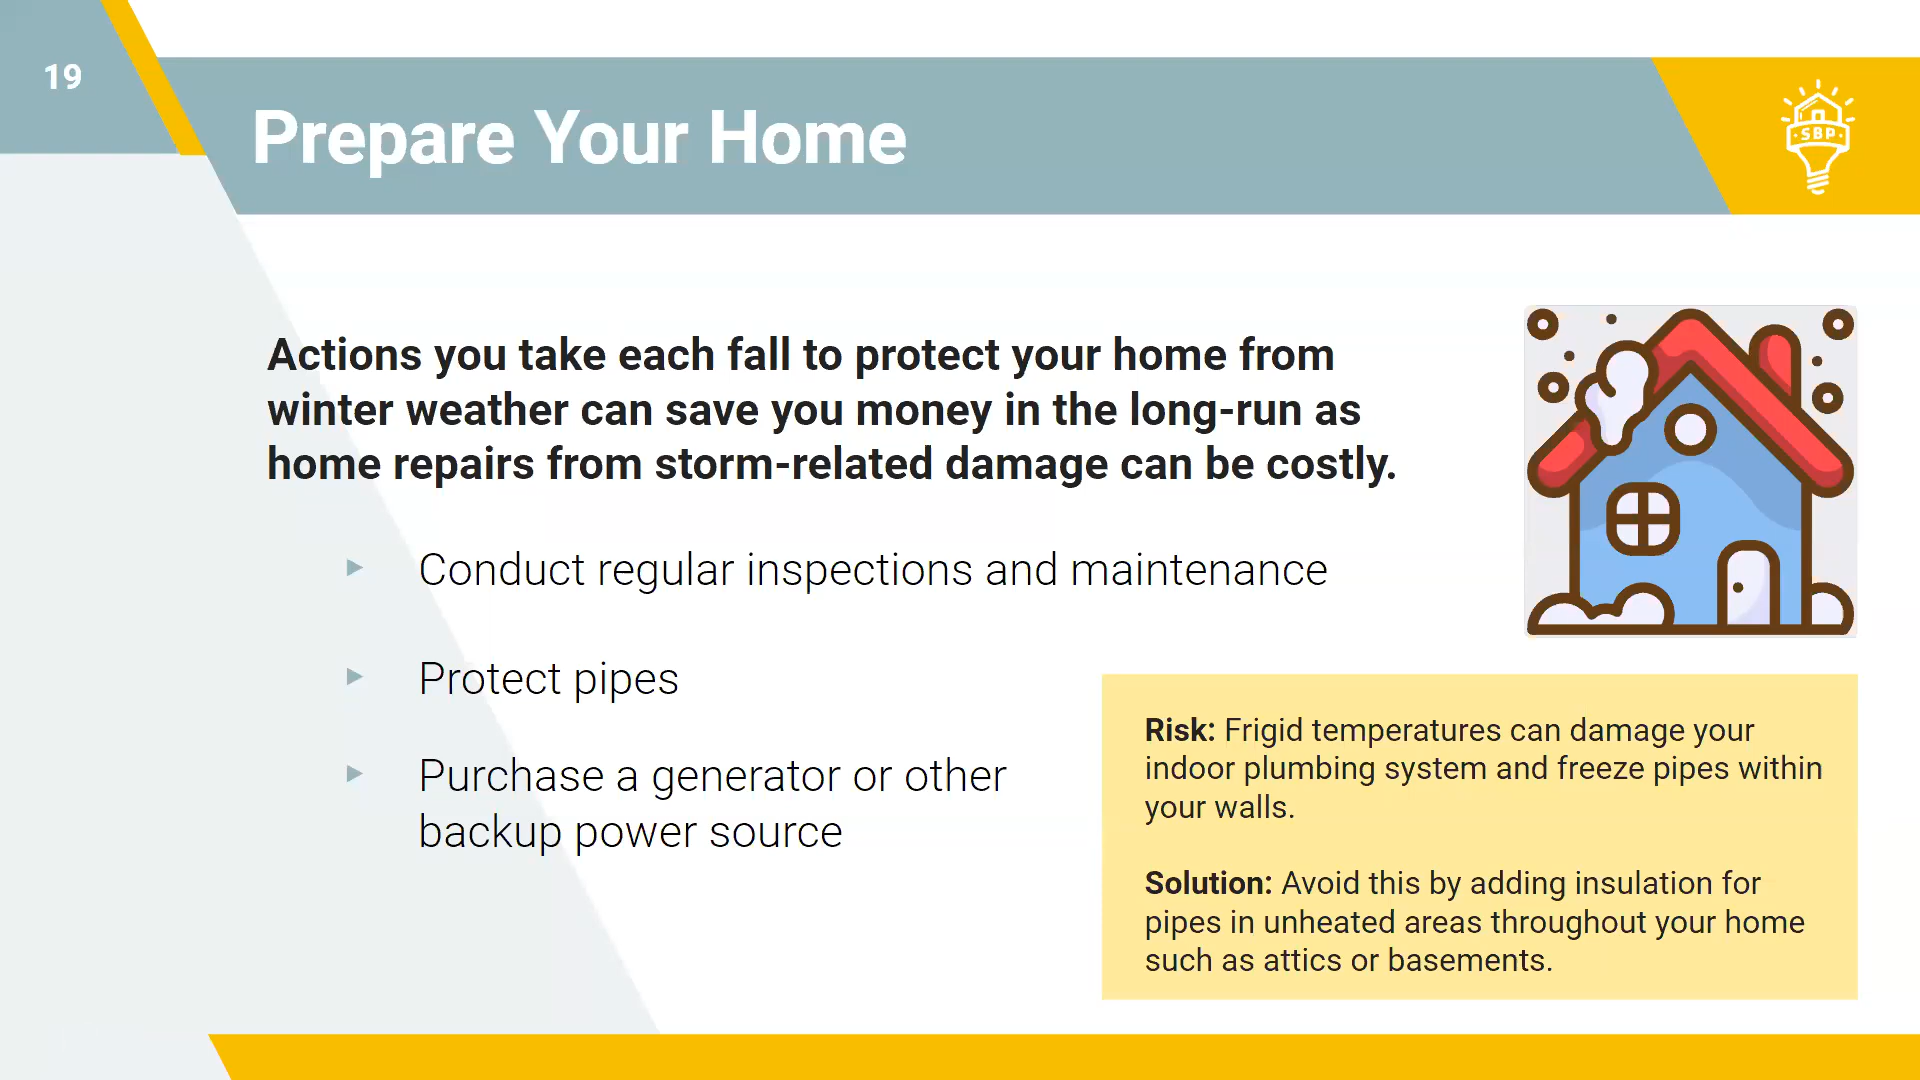 19
Prepare Your Home
SBP
Actions you take each fall to protect your home from
winter weather can save you money in the long-run as
home repairs from storm-related damage can be costly.
Conduct regular inspections and maintenance
Protect pipes
Purchase a generator or other
backup power source
Risk: Frigid temperatures can damage your
indoor plumbing system and freeze pipes within
your walls.
Solution: Avoid this by adding insulation for
pipes in unheated areas throughout your home
such as attics or basements.